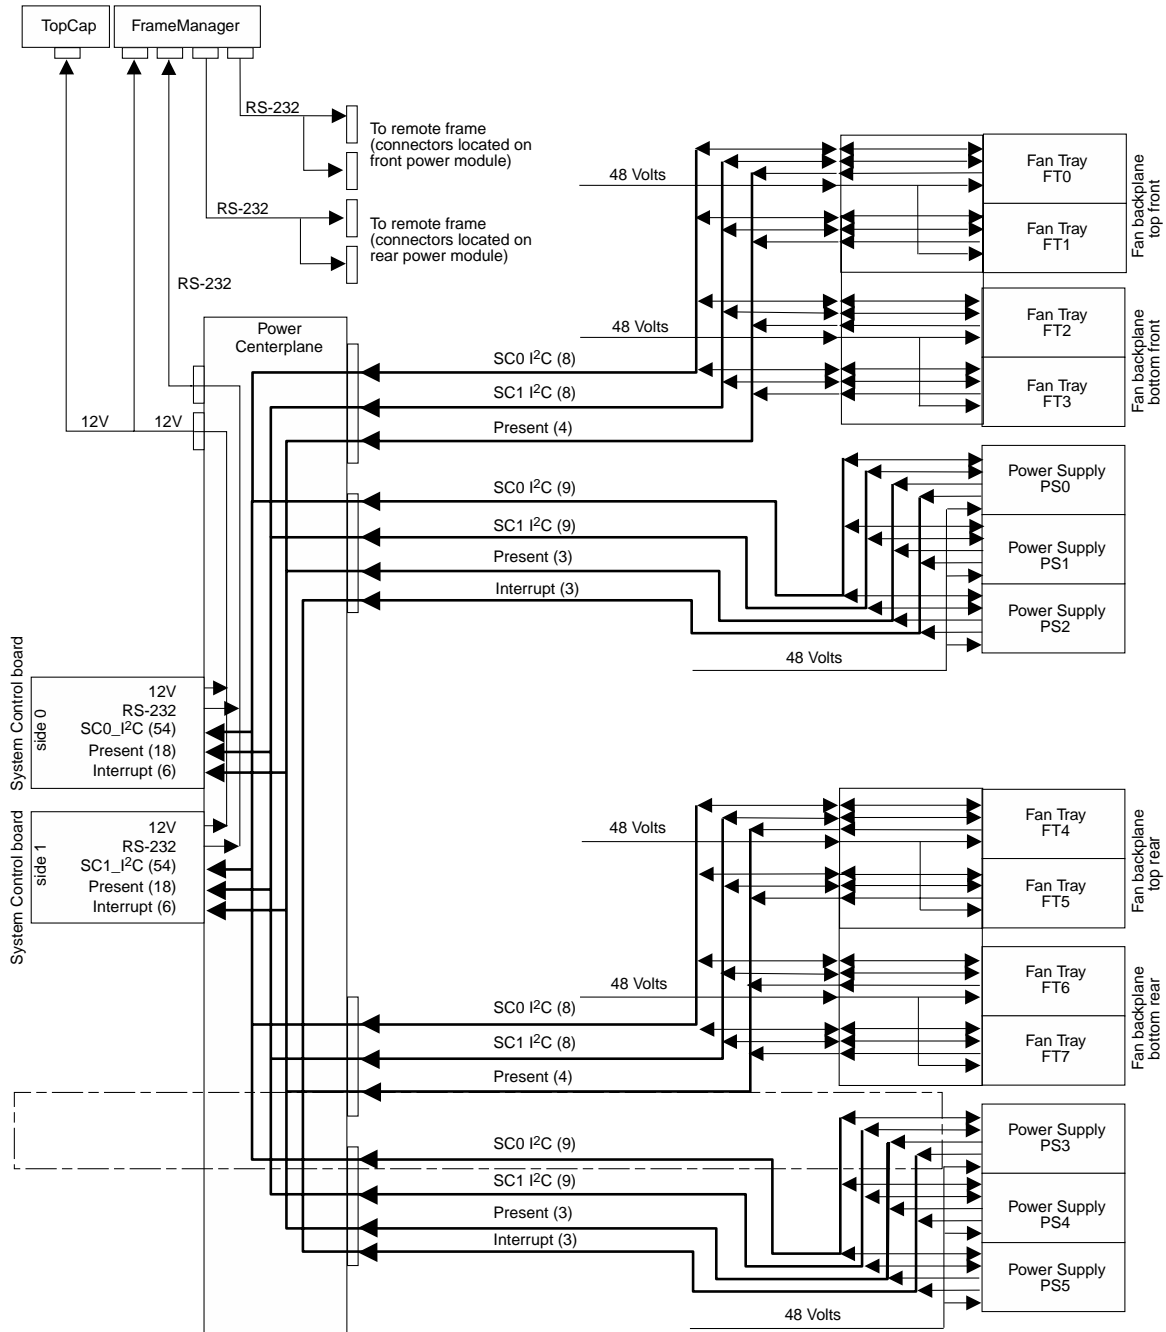 TopCap
FrameManager
RS-232
To remote frame
(connectors located on
front power module)
RS-232
To remote frame
(connectors located on
rear power module)
RS-232
Power
Centerplane
12V
12V
48 Volts
Fan Tray
FT0
Fan Tray
FT1
Fan backplane
top front
48 Volts
Fan Tray
FT2
Fan Tray
FT3
Fan backplane
bottom front
SC0 I2C (8)
SC1 I2C (8)
Present (4)
SC0 I2C (9)
SC1 I2C (9)
Present (3)
Interrupt (3)
48 Volts
Power Supply
PS0
Power Supply
PS1
Power Supply
PS2
System Control board
side 0
12V
RS-232
SC0_I2C (54)
Present (18)
Interrupt (6)
System Control board
side 1
12V
RS-232
SC1_I2C (54)
Present (18)
Interrupt (6)
48 Volts
Fan Tray
FT4
Fan Tray
FT5
Fan backplane
top rear
48 Volts
Fan Tray
FT6
Fan Tray
FT7
Fan backplane
bottom rear
SC0 I2C (8)
SC1 I2C (8)
Present (4)
SC0 I2C (9)
SC1 I2C (9)
Present (3)
Interrupt (3)
48 Volts
Power Supply
PS3
Power Supply
PS4
Power Supply
PS5